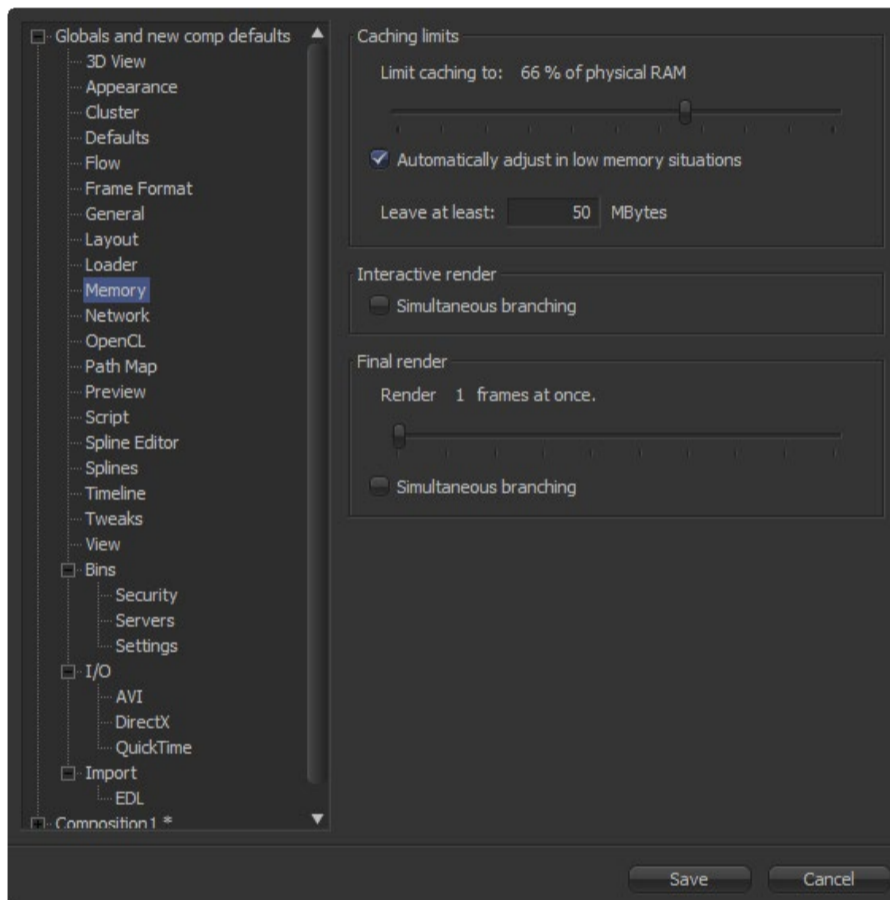 Globals and new comp defaults
3D View
Appearance
Cluster
Defaults
Flow
Frame Format
General
Layout
Loader
Memory
Network
OpenCL
Path Map
Preview
Script
Spline Editor
Splines
Timeline
Tweaks
View
Bins
Security
Servers
Settings
I/O
AVI
DirectX
QuickTime
Import
EDL
Composition1 *
Caching limits
Limit caching to: 66 % of physical RAM
Automatically adjust in low memory situations
Leave at least: 50 MBytes
Interactive render
Simultaneous branching
Final render
Render 1 frames at once.
Simultaneous branching
Save
Cancel